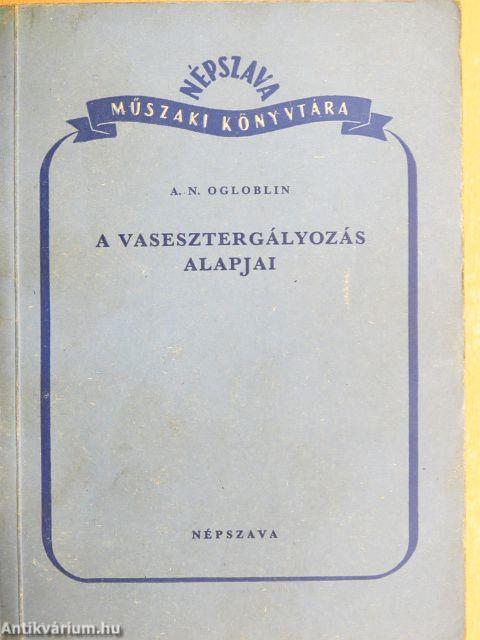 NÉPSZAVA
MŰSZAKI KÖNYVTÁRA
A. N. OGLOBLIN
A VASESZTERGÁLYOZÁS
ALAPJAI
NÉPSZAVA
Antikvárium.hu